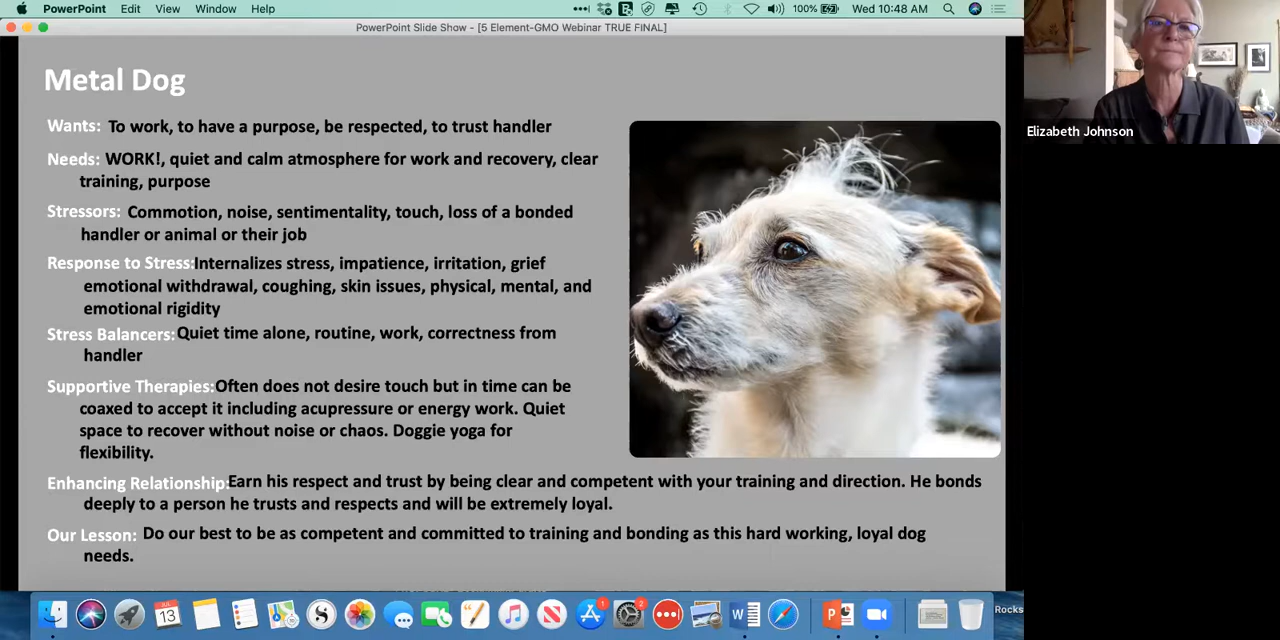 PowerPoint Edit View Window Help 100% Wed 10:48 AM
PowerPoint Slide Show - [5 Element-GMO Webinar TRUE FINAL]
Metal Dog
Wants: To work, to have a purpose, be respected, to trust handler
Needs: WORK!, quiet and calm atmosphere for work and recovery, clear
training, purpose
Stressors: Commotion, noise, sentimentality, touch, loss of a bonded
handler or animal or their job
Response to Stress:Internalizes stress, impatience, irritation, grief
emotional withdrawal, coughing, skin issues, physical, mental, and
emotional rigidity
Stress Balancers:Quiet time alone, routine, work, correctness from
handler
Supportive Therapies:Often does not desire touch but in time can be
coaxed to accept it including acupressure or energy work. Quiet
space to recover without noise or chaos. Doggie yoga for
flexibility.
Enhancing Relationship:Earn his respect and trust by being clear and competent with your training and direction. He bonds
deeply to a person he trusts and respects and will be extremely loyal.
Our Lesson: Do our best to be as competent and committed to training and bonding as this hard working, loyal dog
needs.
Elizabeth Johnson
JUL
13
1
2
Rocks